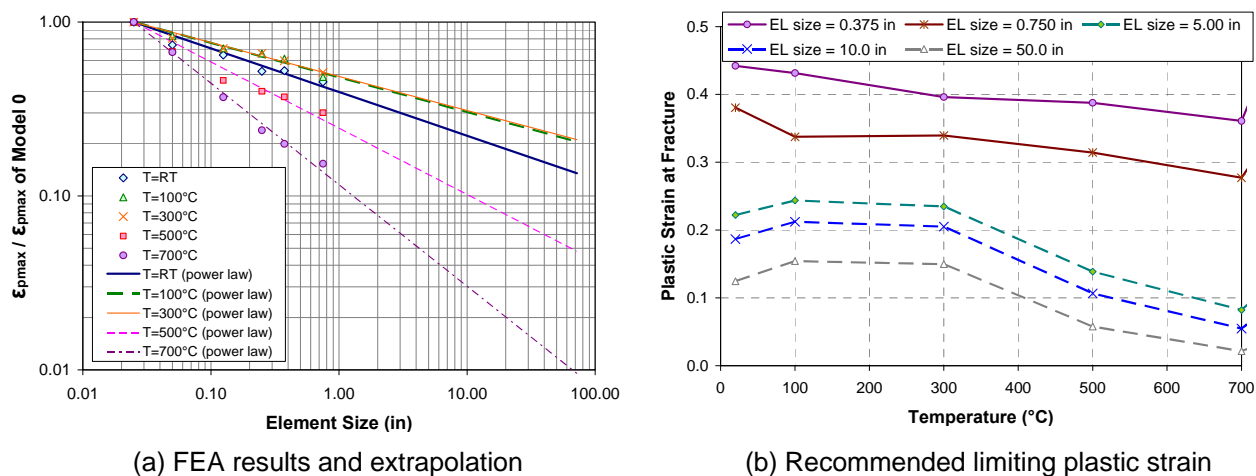 εpmax / εpmax of Model 0
1.00
0.10
0.01
T=RT
T=100°C
T=300°C
T=500°C
T=700°C
T=RT (power law)
T=100°C (power law)
T=300°C (power law)
T=500°C (power law)
T=700°C (power law)
0.01 0.10 1.00 10.00 100.00
Element Size (in)
(a) FEA results and extrapolation
Plastic Strain at Fracture
EL size = 0.375 in EL size = 0.750 in EL size = 5.00 in
EL size = 10.0 in EL size = 50.0 in
0.5
0.4
0.3
0.2
0.1
0.0
0 100 200 300 400 500 600 700
Temperature (°C)
(b) Recommended limiting plastic strain